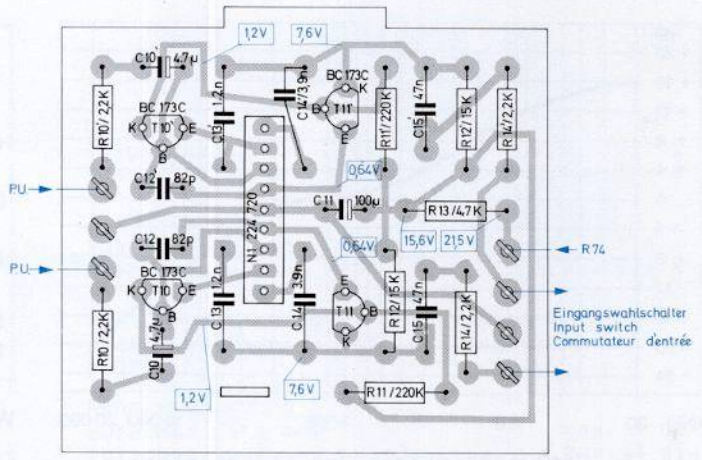 1,2V
7,6V
C10' 4,7µ
BC 173C
K T10' E
B
R10'/2,2K
C12' 82p
C13' 1,2n
C14'/3,9n
BC 173C
K
B T11'
E
R11'/220K
C15' 47n
R12'/15K
R14'/2,2K
0,64V
PU
N1 224 720
C11 100µ
R13/4,7K
15,6V
21,5V
R74
PU
C12 82p
BC 173C
K T10 E
B
R10/2,2K
4,7µ
C10
C13 1,2n
C14 3,9n
0,64V
E
T11 B
K
R12/15K
C15 47n
R14/2,2K
Eingangswahlschalter
Input switch
Commutateur d'entrée
1,2V
7,6V
R11/220K